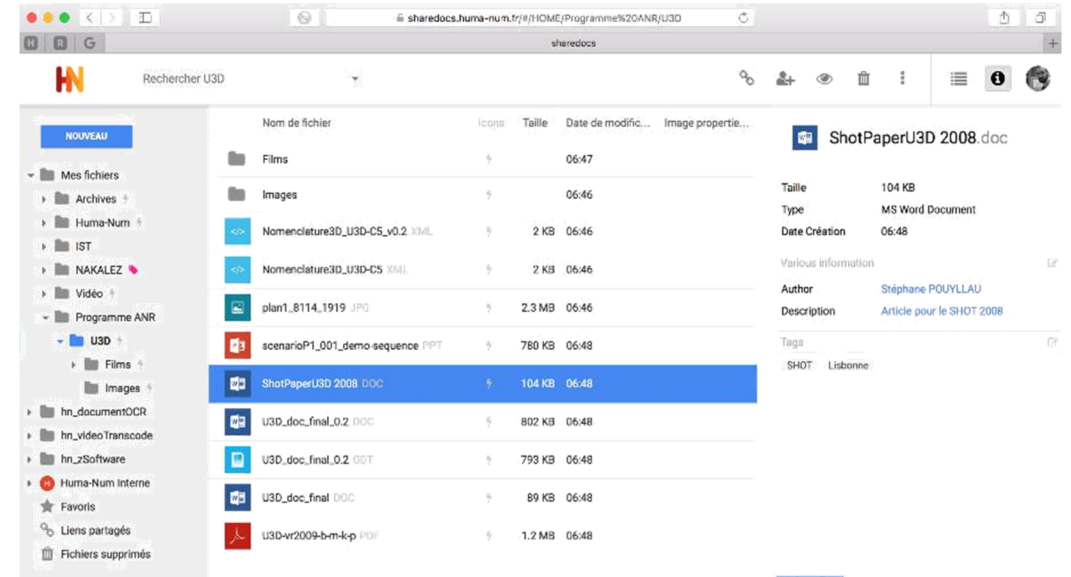 sharedocs.huma-num.fr/#/HOME/Programme%20ANR/U3D
H R G sharedocs +
HN Rechercher U3D
NOUVEAU
Mes fichiers
Archives
Huma-Num
IST
NAKALEZ
Vidéo
Programme ANR
U3D
Films
Images
hn_documentOCR
hn_videoTranscode
hn_zSoftware
H Huma-Num Interne
Favoris
Liens partagés
Fichiers supprimés
Nom de fichier Icons Taille Date de modific... Image propertie...
Films 06:47
Images 06:46
Nomenclature3D_U3D-C5_v0.2 XML 2 KB 06:46
Nomenclature3D_U3D-C5 XML 2 KB 06:46
plan1_8114_1919 JPG 2.3 MB 06:46
scenarioP1_001_demo-sequence PPT 780 KB 06:48
ShotPaperU3D 2008 DOC 104 KB 06:48
U3D_doc_final_0.2 DOC 802 KB 06:48
U3D_doc_final_0.2 ODT 793 KB 06:48
U3D_doc_final DOC 89 KB 06:48
U3D-vr2009-b-m-k-p PDF 1.2 MB 06:48
ShotPaperU3D 2008.doc
Taille 104 KB
Type MS Word Document
Date Création 06:48
Various information
Author Stéphane POUYLLAU
Description Article pour le SHOT 2008
Tags
SHOT Lisbonne